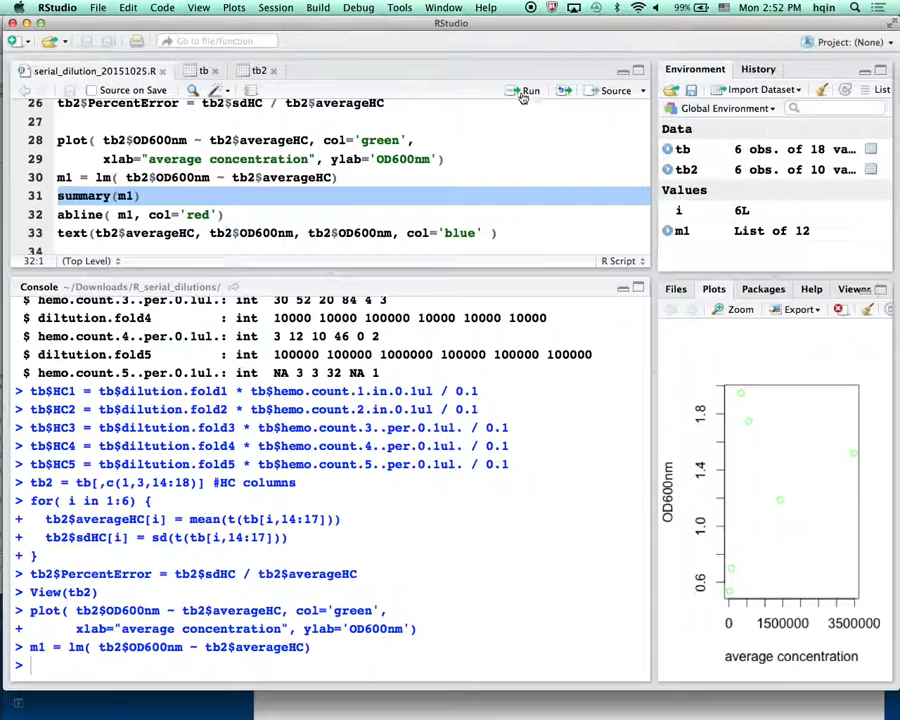 RStudio File Edit Code View Plots Session Build Debug Tools Window Help 99% Mon 2:52 PM hqin
RStudio
Go to file/function
Project: (None)
serial_dilution_20151025.R tb tb2
Source on Save Run Source
26 tb2$PercentError = tb2$sdHC / tb2$averageHC
27
28 plot( tb2$OD600nm ~ tb2$averageHC, col='green',
29 xlab="average concentration", ylab='OD600nm')
30 m1 = lm( tb2$OD600nm ~ tb2$averageHC)
31 summary(m1)
32 abline( m1, col='red')
33 text(tb2$averageHC, tb2$OD600nm, tb2$OD600nm, col='blue' )
34
32:1 (Top Level) R Script
Console ~/Downloads/R_serial_dilutions/
$ hemo.count.3..per.0.1ul.: int 30 52 20 84 4 3
$ diltution.fold4 : int 10000 10000 100000 10000 10000 10000
$ hemo.count.4..per.0.1ul.: int 3 12 10 46 0 2
$ diltution.fold5 : int 100000 100000 1000000 100000 100000 100000
$ hemo.count.5..per.0.1ul.: int NA 3 3 32 NA 1
> tb$HC1 = tb$dilution.fold1 * tb$hemo.count.1.in.0.1ul / 0.1
> tb$HC2 = tb$dilution.fold2 * tb$hemo.count.2.in.0.1ul / 0.1
> tb$HC3 = tb$diltution.fold3 * tb$hemo.count.3..per.0.1ul. / 0.1
> tb$HC4 = tb$diltution.fold4 * tb$hemo.count.4..per.0.1ul. / 0.1
> tb$HC5 = tb$diltution.fold5 * tb$hemo.count.5..per.0.1ul. / 0.1
> tb2 = tb[,c(1,3,14:18)] #HC columns
> for( i in 1:6) {
+ tb2$averageHC[i] = mean(t(tb[i,14:17]))
+ tb2$sdHC[i] = sd(t(tb[i,14:17]))
+ }
> tb2$PercentError = tb2$sdHC / tb2$averageHC
> View(tb2)
> plot( tb2$OD600nm ~ tb2$averageHC, col='green',
+ xlab="average concentration", ylab='OD600nm')
> m1 = lm( tb2$OD600nm ~ tb2$averageHC)
>
Environment History
Import Dataset List
Global Environment
Data
tb 6 obs. of 18 va…
tb2 6 obs. of 10 va…
Values
i 6L
m1 List of 12
Files Plots Packages Help Viewer
Zoom Export
OD600nm
1.8
1.4
1.0
0.6
0 1500000 3500000
average concentration